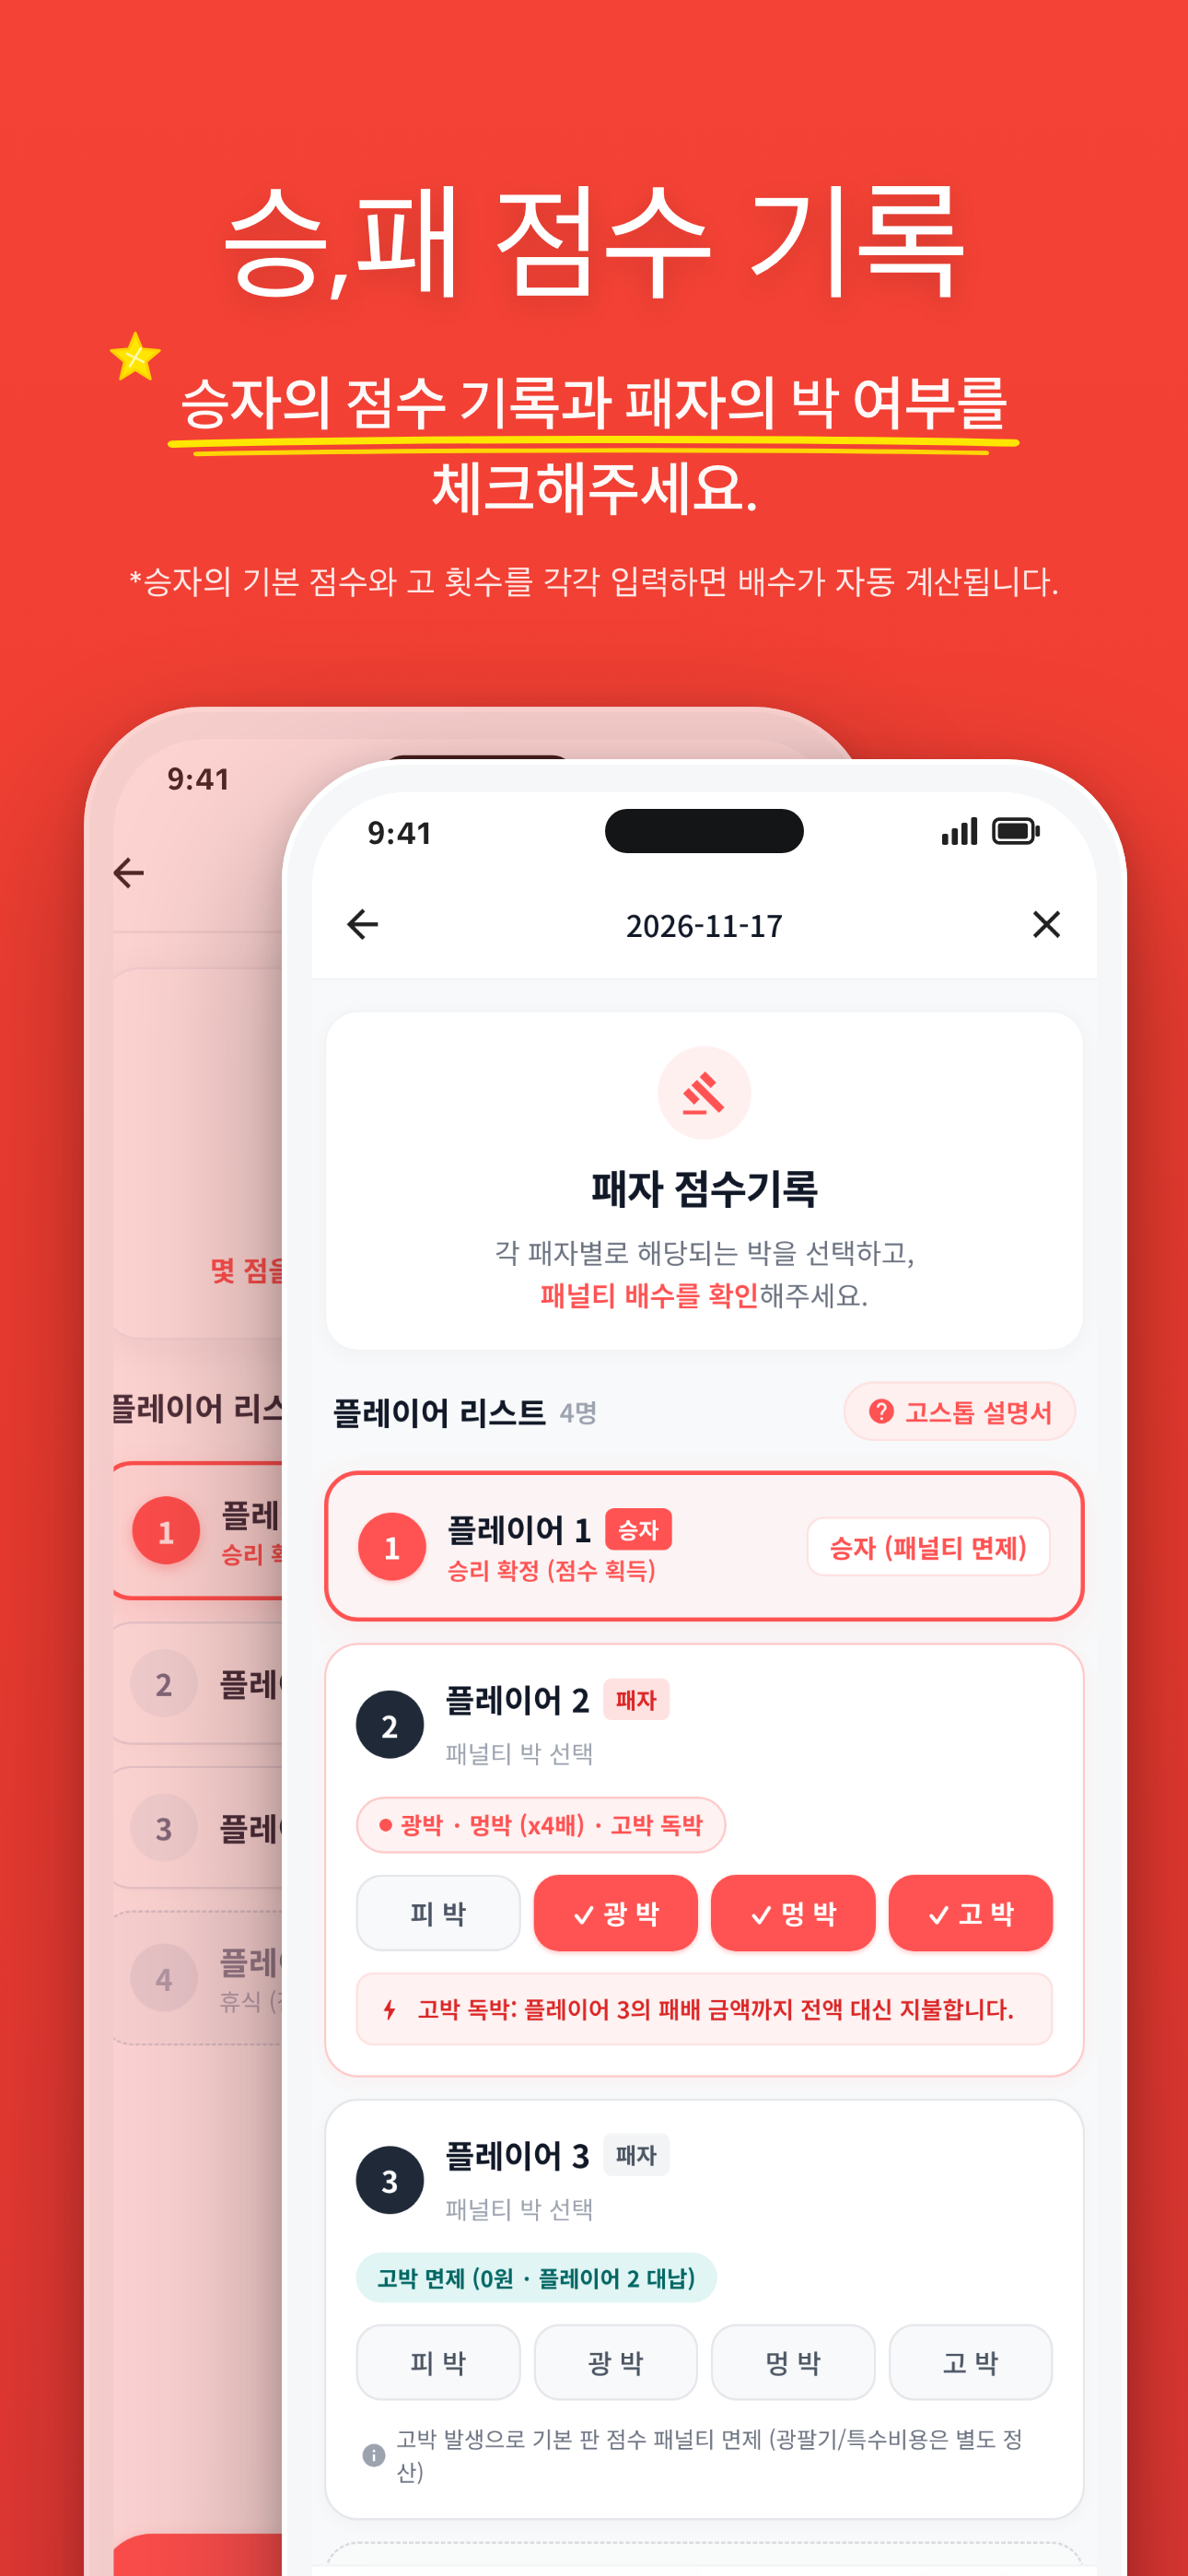 승,패 점수 기록
승자의 점수 기록과 패자의 박 여부를
체크해주세요.
*승자의 기본 점수와 고 횟수를 각각 입력하면 배수가 자동 계산됩니다.
9:41
몇 점을
플레이어 리스
1
플레
승리
2
플레이
3
플레이
4
플레이
휴식
9:41
2026-11-17
패자 점수기록
각 패자별로 해당되는 박을 선택하고,
패널티 배수를 확인해주세요.
플레이어 리스트 4명
고스톱 설명서
1
플레이어 1 승자
승리 확정 (점수 획득)
승자 (패널티 면제)
2
플레이어 2 패자
패널티 박 선택
광박 · 멍박 (x4배) · 고박 독박
피 박
광 박
멍 박
고 박
고박 독박: 플레이어 3의 패배 금액까지 전액 대신 지불합니다.
3
플레이어 3 패자
패널티 박 선택
고박 면제 (0원 · 플레이어 2 대납)
피 박
광 박
멍 박
고 박
고박 발생으로 기본 판 점수 패널티 면제 (광팔기/특수비용은 별도 정
산)